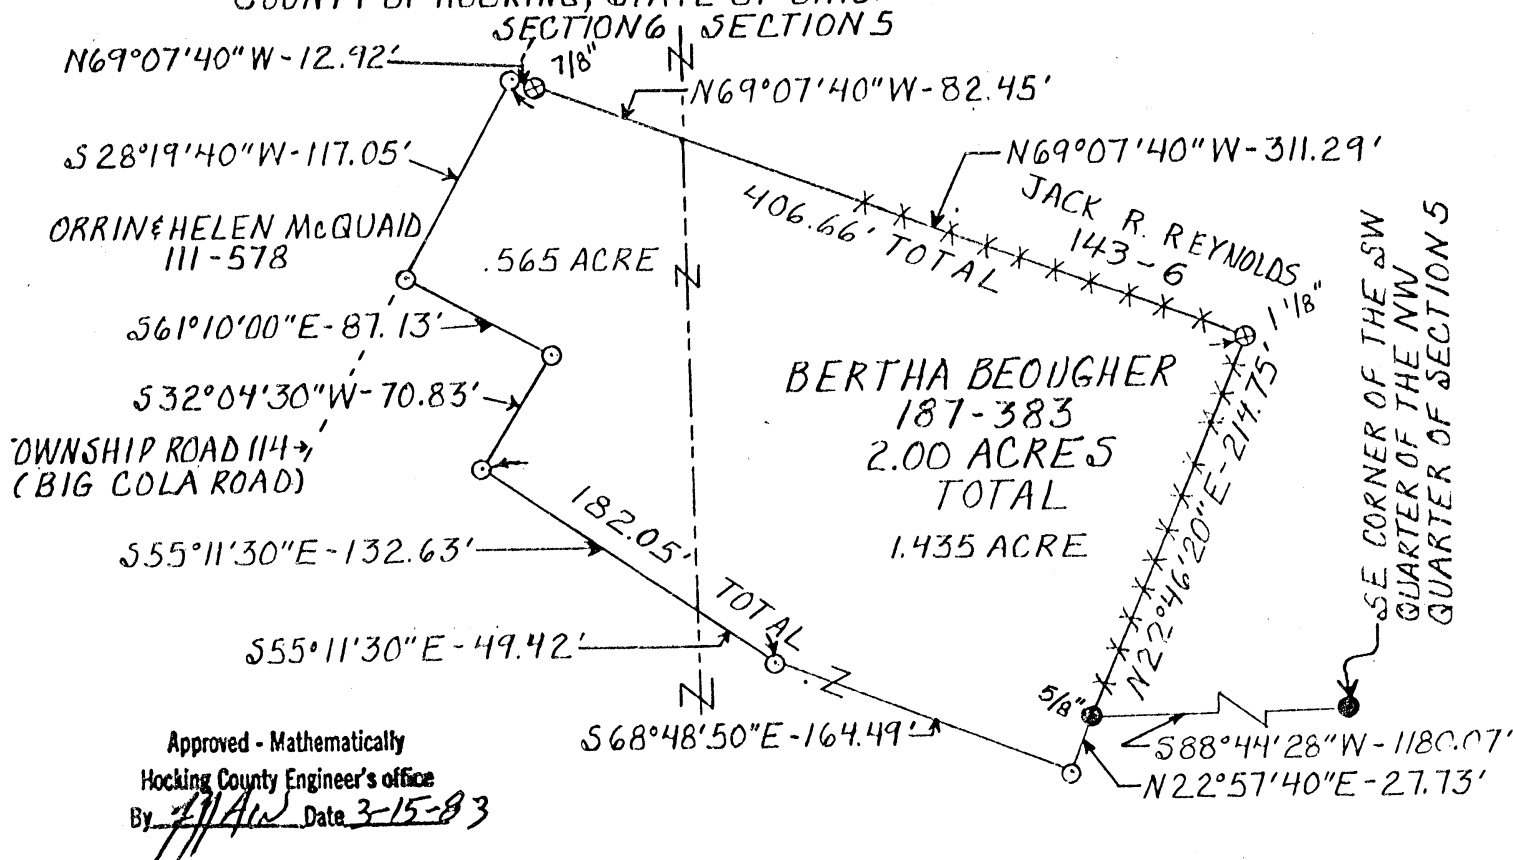 SECTION 6 SECTION 5
N69°07'40"W-12.92'
7/8"
N69°07'40"W-82.45'
S28°19'40"W-117.05'
N69°07'40"W-311.29'
JACK R. REYNOLDS
143-6
406.66' TOTAL
ORRIN & HELEN McQUAID
111-578
.565 ACRE
1 1/8"
S61°10'00"E-87.13'
S32°04'30"W-70.83'
OWNSHIP ROAD 114
(BIG COLA ROAD)
BERTHA BEOUGHER
187-383
2.00 ACRES
TOTAL
1.435 ACRE
N22°46'20"E-214.75'
SE CORNER OF THE SW
QUARTER OF THE NW
QUARTER OF SECTION 5
182.05' TOTAL
S55°11'30"E-132.63'
S55°11'30"E-49.42'
5/8"
S68°48'50"E-164.49'
S88°44'28"W-1180.07'
N22°57'40"E-27.73'
Approved - Mathematically
Hocking County Engineer's office
By Date 3-15-83